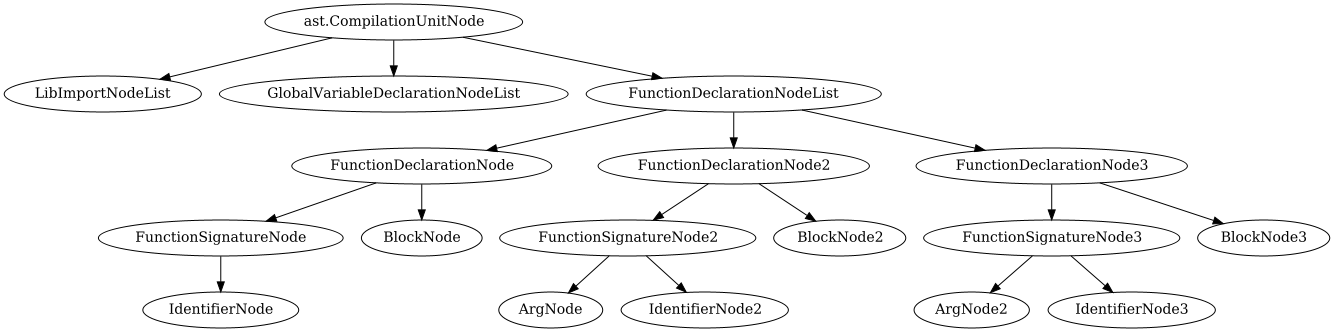 ast.CompilationUnitNode
LibImportNodeList
GlobalVariableDeclarationNodeList
FunctionDeclarationNodeList
FunctionDeclarationNode
FunctionDeclarationNode2
FunctionDeclarationNode3
FunctionSignatureNode
BlockNode
FunctionSignatureNode2
BlockNode2
FunctionSignatureNode3
BlockNode3
IdentifierNode
ArgNode
IdentifierNode2
ArgNode2
IdentifierNode3